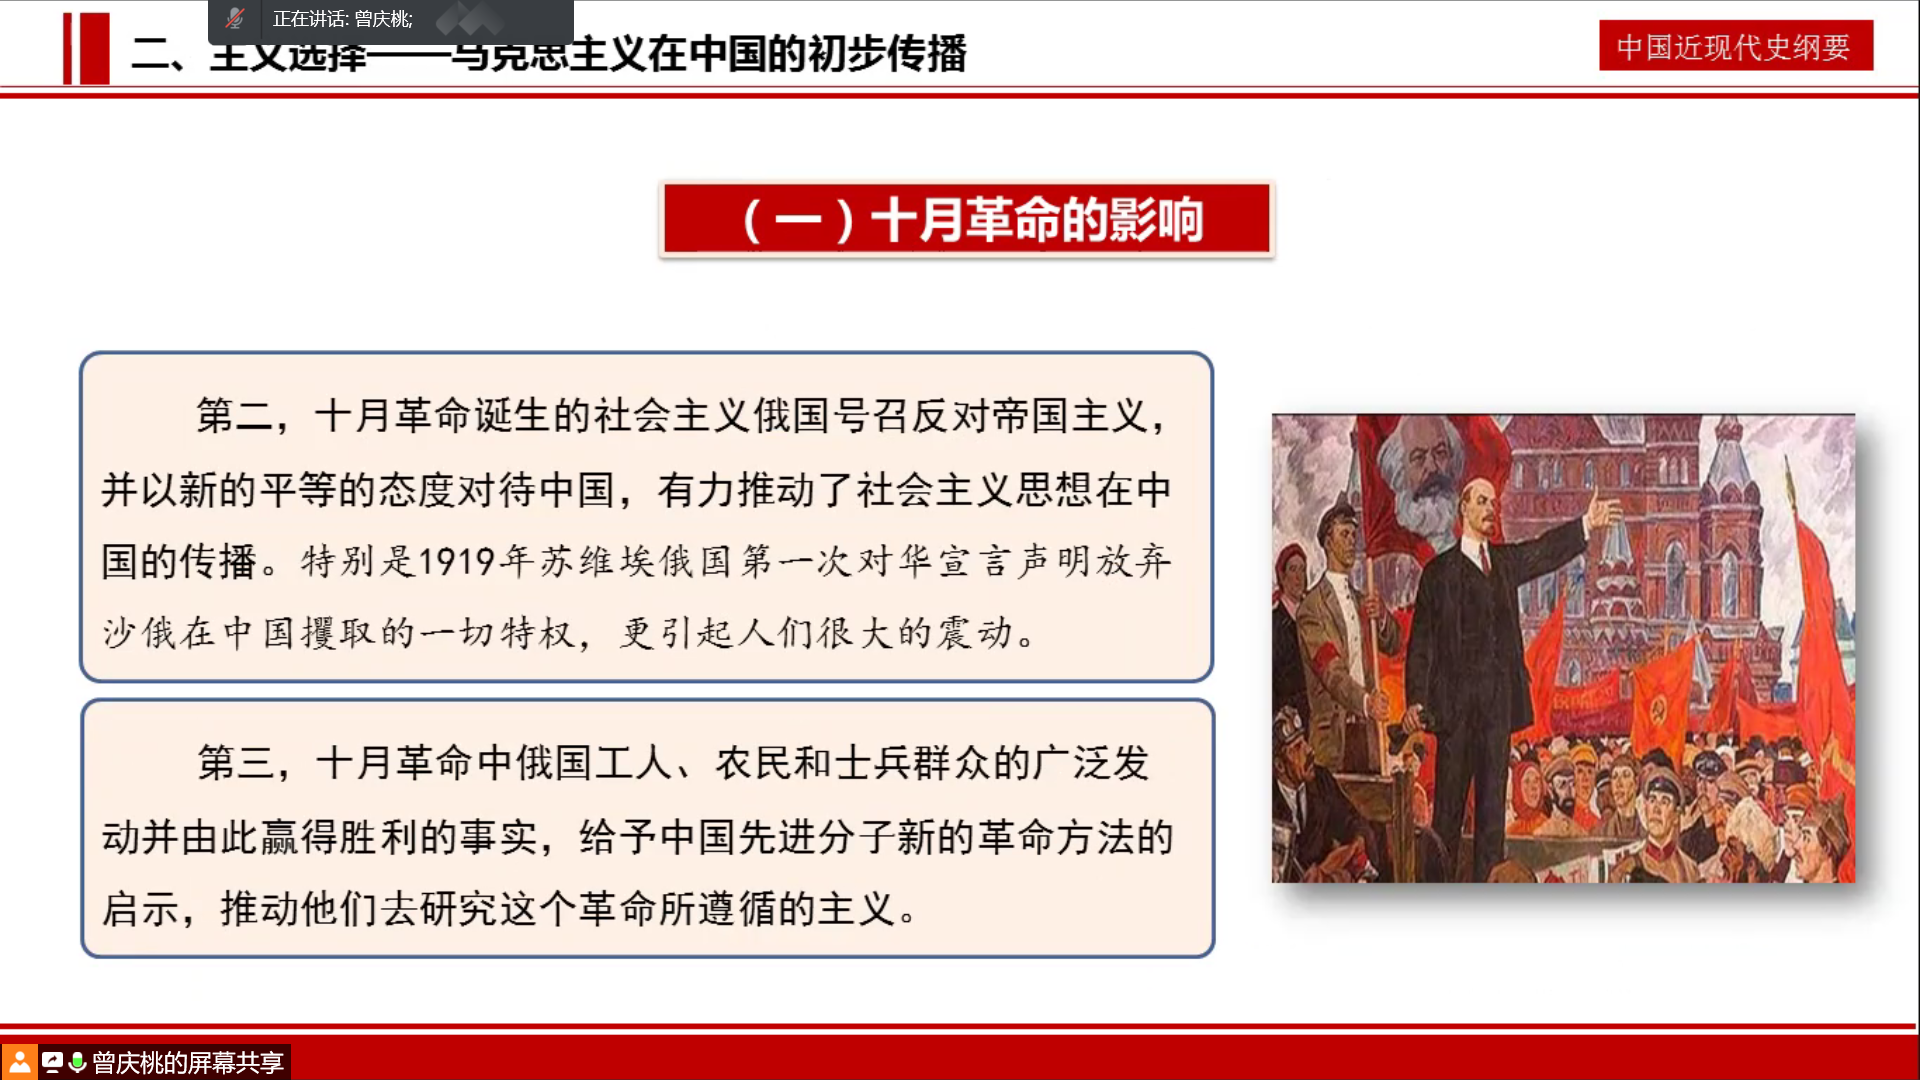 正在讲话: 曾庆桃;
二、主义选择——马克思主义在中国的初步传播
中国近现代史纲要
（一）十月革命的影响
第二，十月革命诞生的社会主义俄国号召反对帝国主义，
并以新的平等的态度对待中国，有力推动了社会主义思想在中
国的传播。特别是1919年苏维埃俄国第一次对华宣言声明放弃
沙俄在中国攫取的一切特权，更引起人们很大的震动。
第三，十月革命中俄国工人、农民和士兵群众的广泛发
动并由此赢得胜利的事实，给予中国先进分子新的革命方法的
启示，推动他们去研究这个革命所遵循的主义。
曾庆桃的屏幕共享